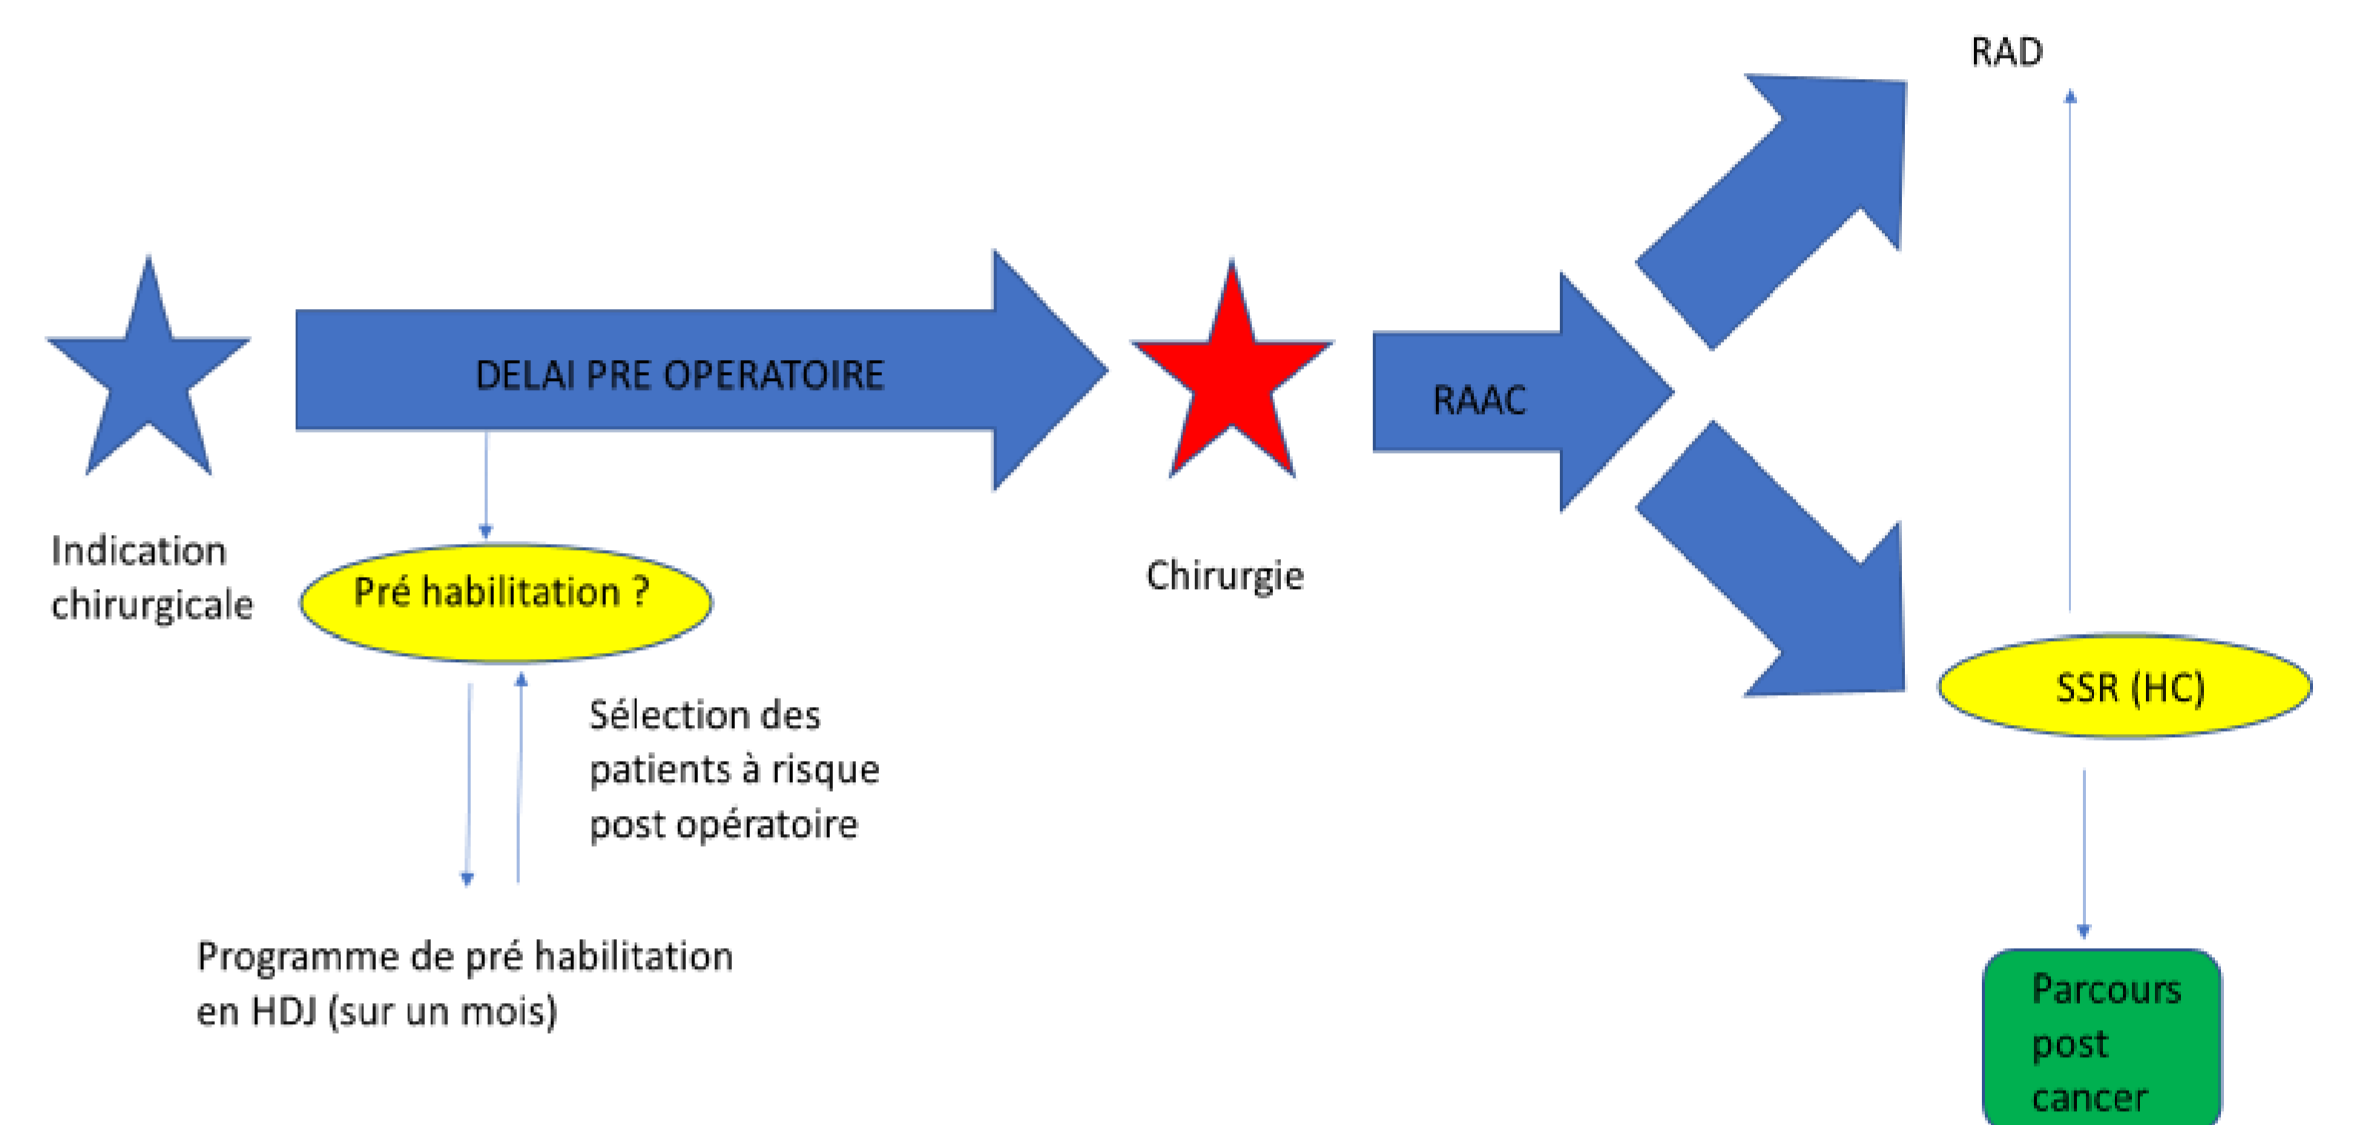 RAD
DELAI PRE OPERATOIRE
RAAC
Indication
chirurgicale
Pré habilitation ?
Chirurgie
Sélection des
patients à risque
post opératoire
SSR (HC)
Programme de pré habilitation
en HDJ (sur un mois)
Parcours
post
cancer